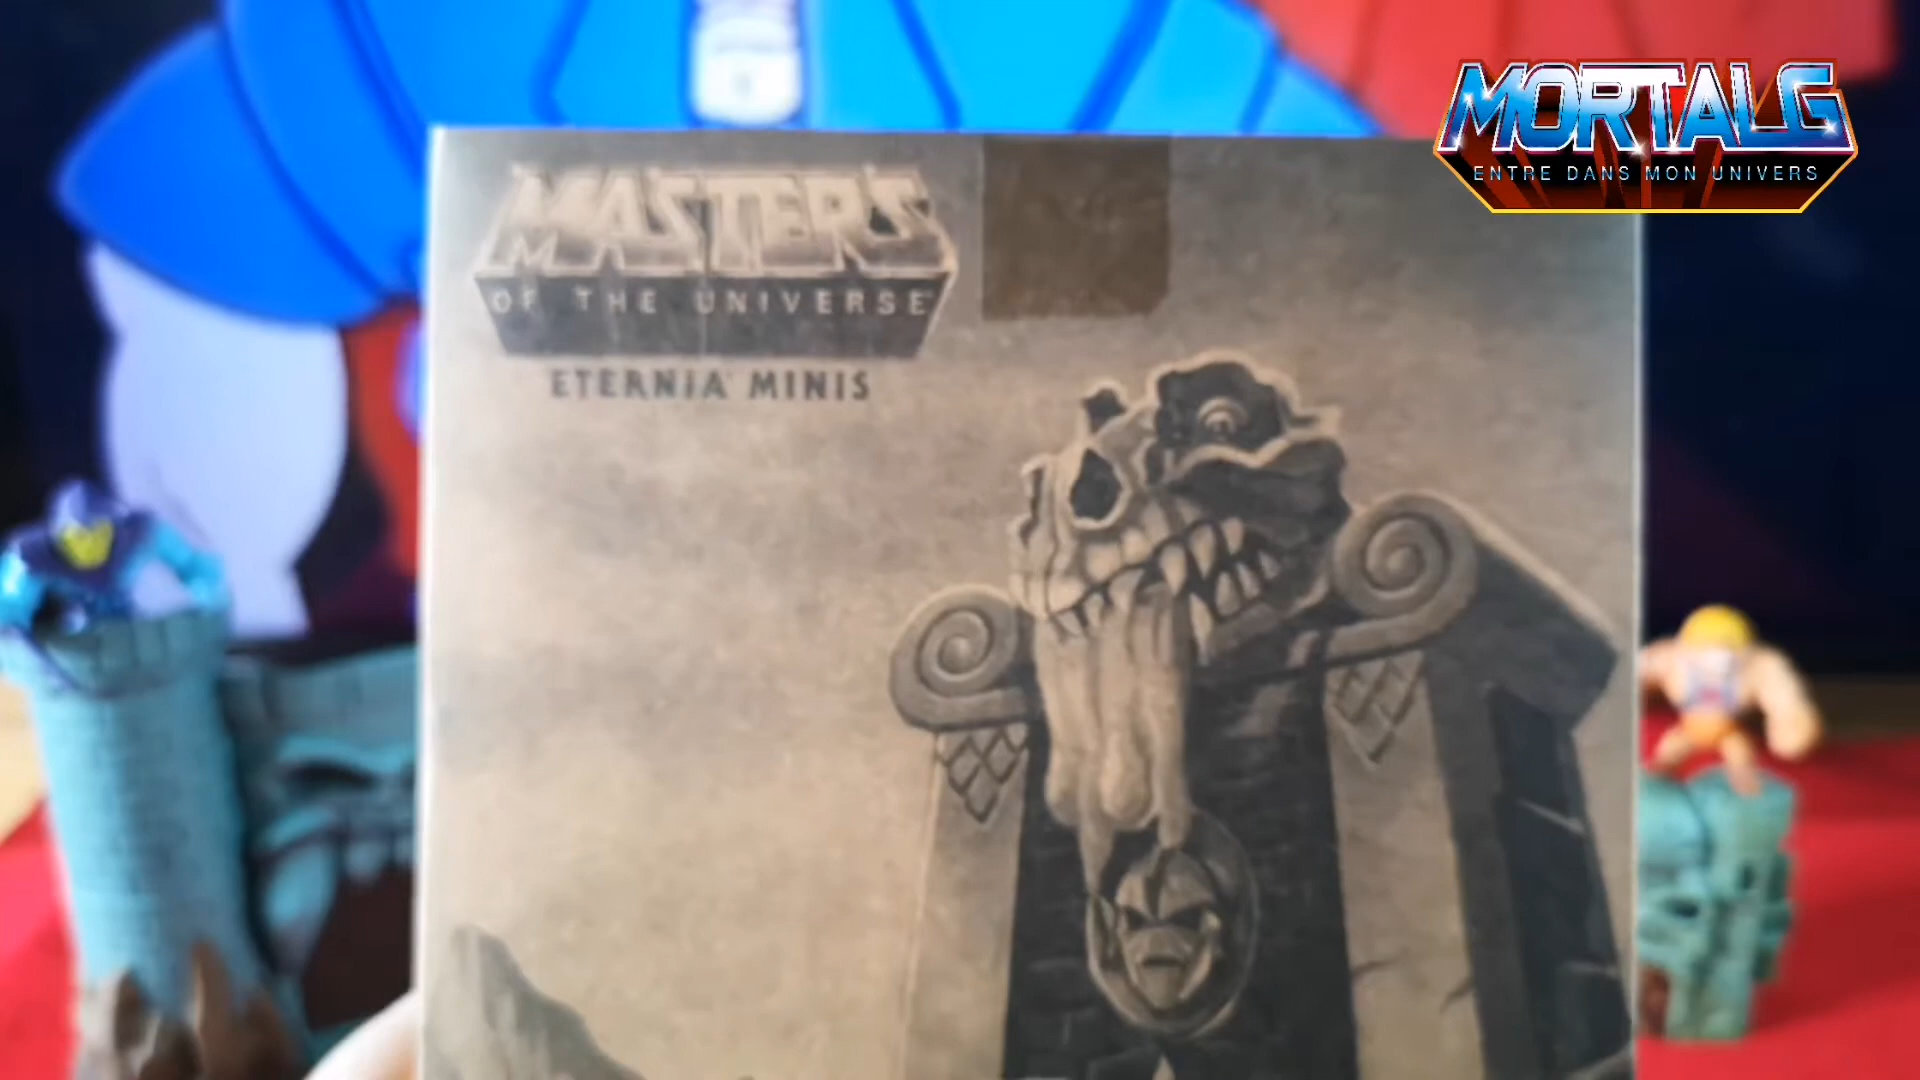 MORTALG
ENTRE DANS MON UNIVERS
MASTERS
OF THE UNIVERSE
ETERNIA MINIS